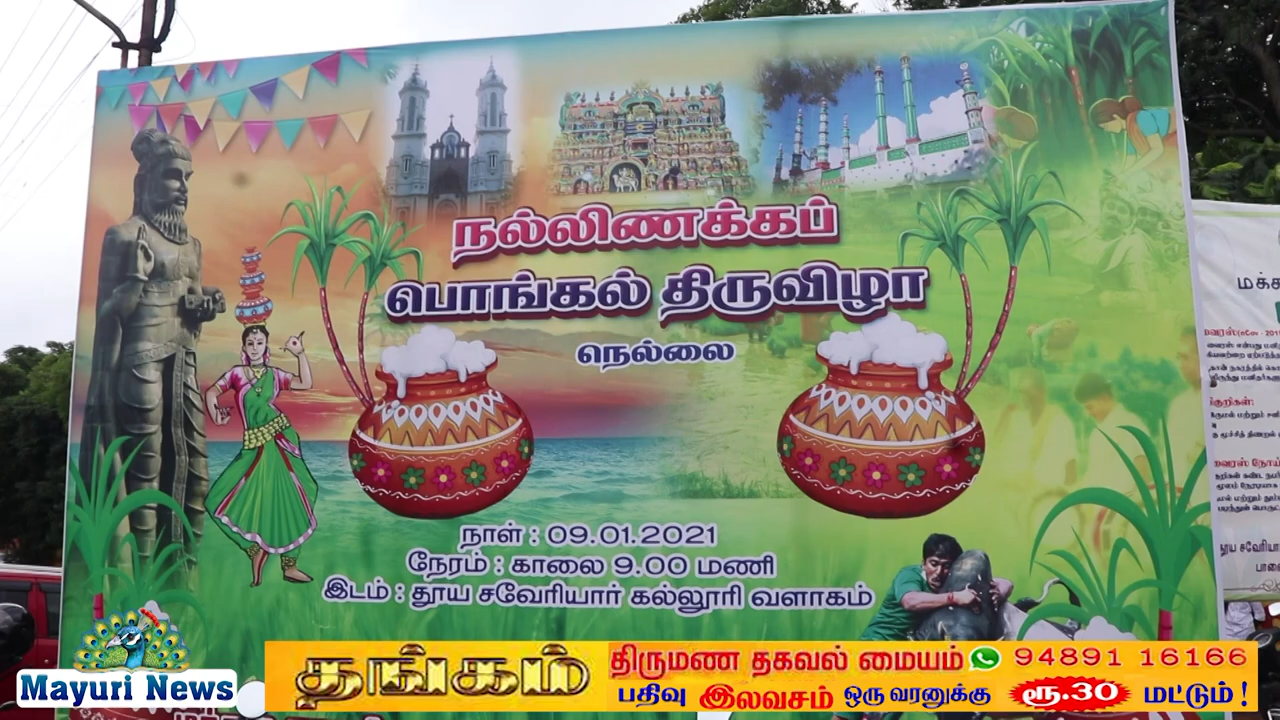 நல்லிணக்கப்
பொங்கல் திருவிழா
நெல்லை
நாள் : 09.01.2021
நேரம் : காலை 9.00 மணி
இடம் : தூய சவேரியார் கல்லூரி வளாகம்
Mayuri News
தங்கம்
திருமண தகவல் மையம் 94891 16166
பதிவு இலவசம் ஒரு வரனுக்கு ரூ.30 மட்டும் !